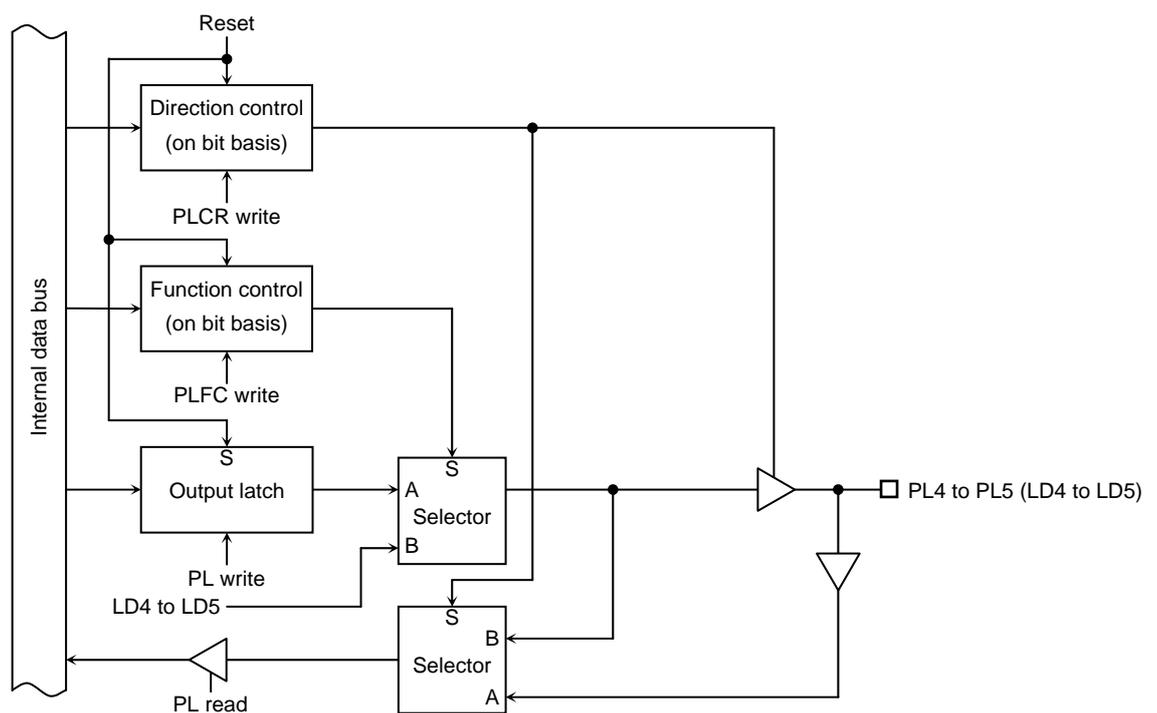 Reset
Direction control
(on bit basis)
PLCR write
Internal data bus
Function control
(on bit basis)
PLFC write
S
Output latch
PL write
S
A
Selector
B
PL4 to PL5 (LD4 to LD5)
LD4 to LD5
S
B
Selector
A
PL read